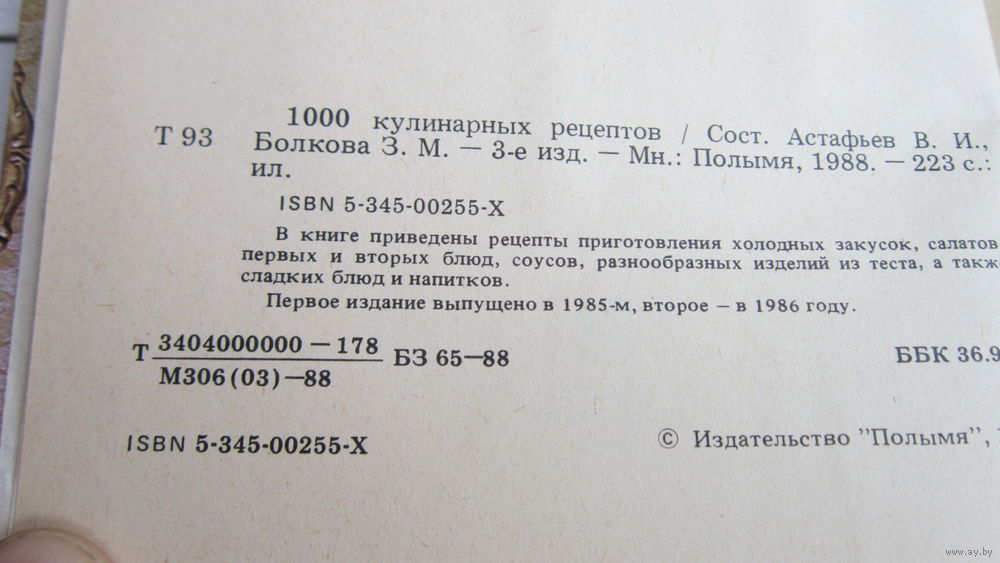 1000 кулинарных рецептов / Сост. Астафьев В. И.,
Т 93 Болкова З. М. — 3-е изд. — Мн.: Полымя, 1988. — 223 с.:
ил.
ISBN 5-345-00255-X
В книге приведены рецепты приготовления холодных закусок, салатов
первых и вторых блюд, соусов, разнообразных изделий из теста, а такж
сладких блюд и напитков.
Первое издание выпущено в 1985-м, второе — в 1986 году.
Т 3404000000 — 178 БЗ 65—88
М306(03)—88
ББК 36.9
ISBN 5-345-00255-X
© Издательство "Полымя",
www.ay.by